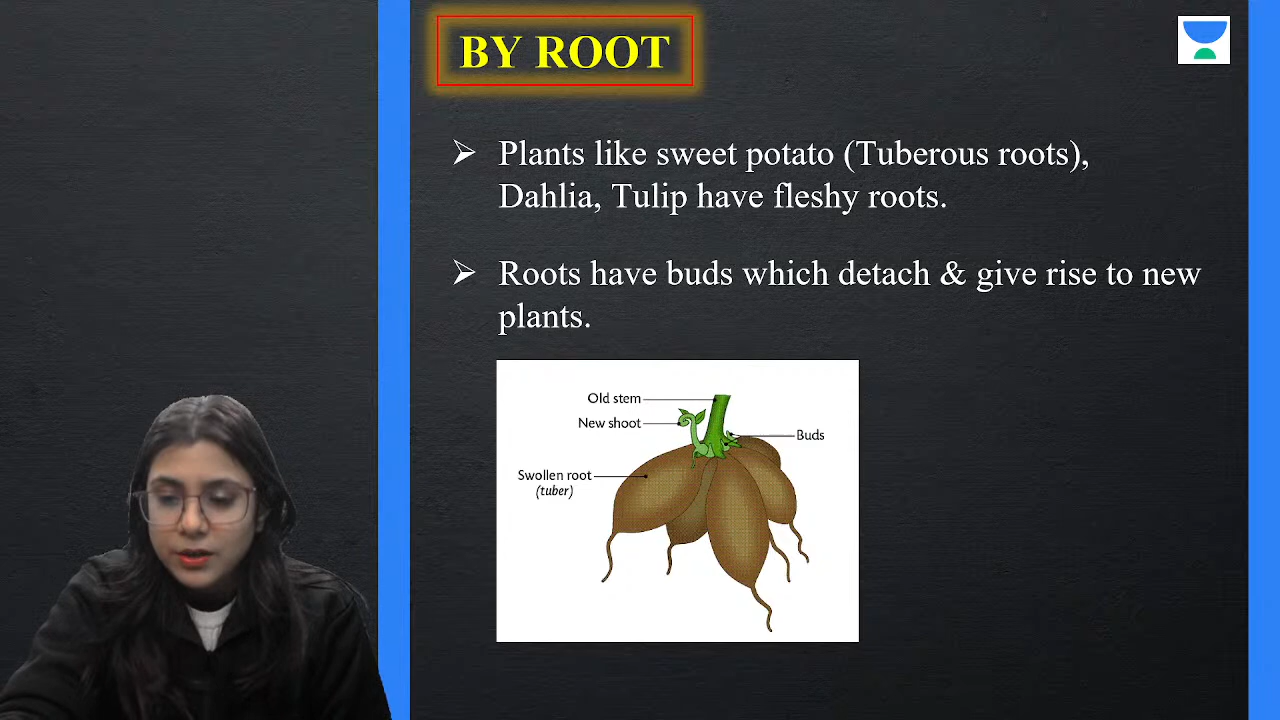 BY ROOT
➢ Plants like sweet potato (Tuberous roots),
Dahlia, Tulip have fleshy roots.
➢ Roots have buds which detach & give rise to new
plants.
Old stem
New shoot
Buds
Swollen root
(tuber)